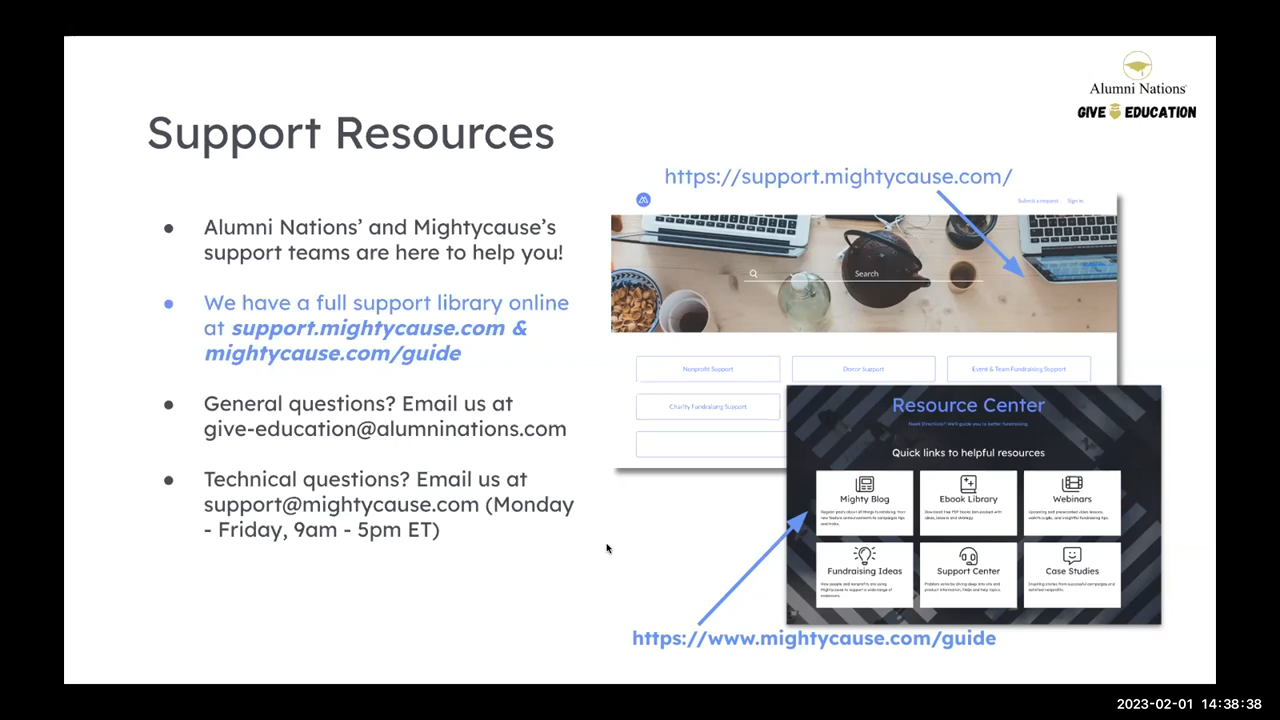 Alumni Nations
GIVE EDUCATION
Support Resources
https://support.mightycause.com/
Submit a request Sign in
Search
Alumni Nations’ and Mightycause’s
support teams are here to help you!
We have a full support library online
at support.mightycause.com &
mightycause.com/guide
General questions? Email us at
give-education@alumninations.com
Technical questions? Email us at
support@mightycause.com (Monday
- Friday, 9am - 5pm ET)
Nonprofit Support
Donor Support
Event & Team Fundraising Support
Charity Fundraising Support
Resource Center
Need Directions? We'll guide you to better fundraising.
Quick links to helpful resources
Mighty Blog
Ebook Library
Webinars
Fundraising Ideas
Support Center
Case Studies
https://www.mightycause.com/guide
2023-02-01 14:38:38